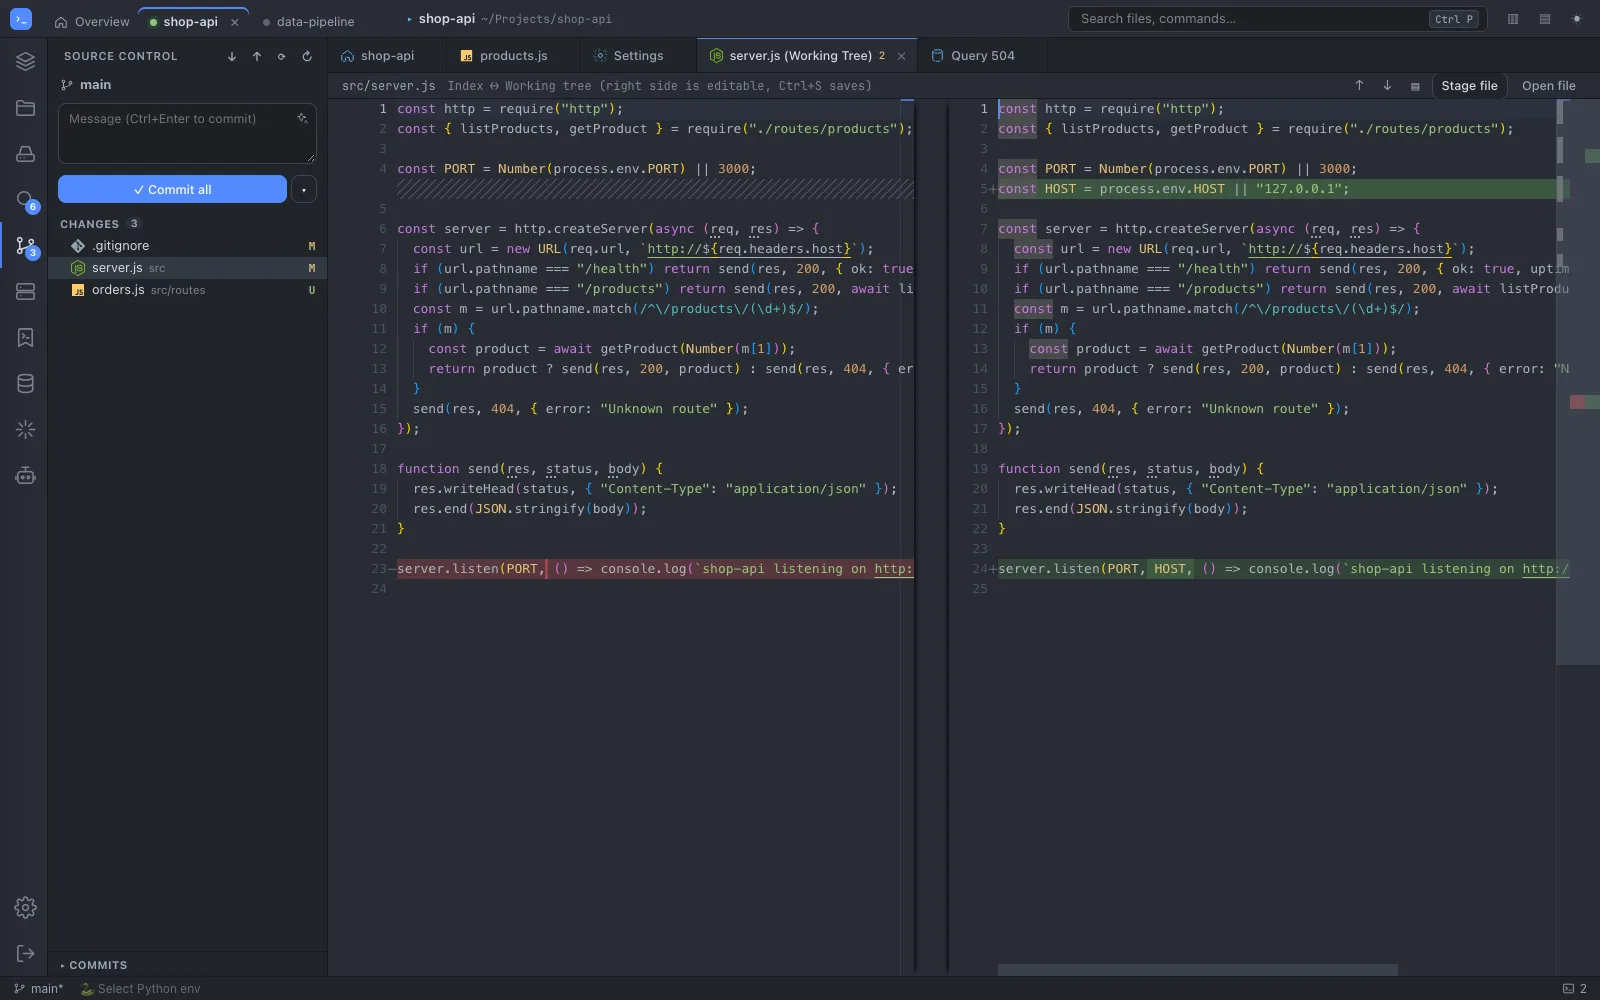 Overview shop-api data-pipeline shop-api ~/Projects/shop-api Search files, commands... Ctrl P
SOURCE CONTROL
main
Message (Ctrl+Enter to commit)
Commit all
CHANGES 3
.gitignore M
server.js src M
orders.js src/routes U
6
3
COMMITS
shop-api products.js Settings server.js (Working Tree) 2 Query 504
src/server.js Index ↔ Working tree (right side is editable, Ctrl+S saves) Stage file Open file
1 const http = require("http");
2 const { listProducts, getProduct } = require("./routes/products");
3
4 const PORT = Number(process.env.PORT) || 3000;
5
6 const server = http.createServer(async (req, res) => {
7 const url = new URL(req.url, `http://${req.headers.host}`);
8 if (url.pathname === "/health") return send(res, 200, { ok: true
9 if (url.pathname === "/products") return send(res, 200, await li
10 const m = url.pathname.match(/^\/products\/(\d+)$/);
11 if (m) {
12 const product = await getProduct(Number(m[1]));
13 return product ? send(res, 200, product) : send(res, 404, { er
14 }
15 send(res, 404, { error: "Unknown route" });
16 });
17
18 function send(res, status, body) {
19 res.writeHead(status, { "Content-Type": "application/json" });
20 res.end(JSON.stringify(body));
21 }
22
23- server.listen(PORT, () => console.log(`shop-api listening on http:
24
1 const http = require("http");
2 const { listProducts, getProduct } = require("./routes/products");
3
4 const PORT = Number(process.env.PORT) || 3000;
5+ const HOST = process.env.HOST || "127.0.0.1";
6
7 const server = http.createServer(async (req, res) => {
8 const url = new URL(req.url, `http://${req.headers.host}`);
9 if (url.pathname === "/health") return send(res, 200, { ok: true, uptim
10 if (url.pathname === "/products") return send(res, 200, await listProdu
11 const m = url.pathname.match(/^\/products\/(\d+)$/);
12 if (m) {
13 const product = await getProduct(Number(m[1]));
14 return product ? send(res, 200, product) : send(res, 404, { error: "N
15 }
16 send(res, 404, { error: "Unknown route" });
17 });
18
19 function send(res, status, body) {
20 res.writeHead(status, { "Content-Type": "application/json" });
21 res.end(JSON.stringify(body));
22 }
23
24+ server.listen(PORT, HOST, () => console.log(`shop-api listening on http:/
25
main* Select Python env 2